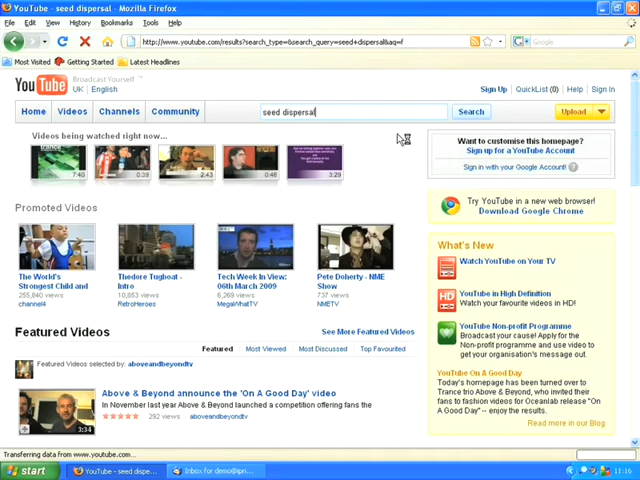 YouTube - seed dispersal - Mozilla Firefox
File Edit View History Bookmarks Tools Help
http://www.youtube.com/results?search_type=&search_query=seed+dispersal&aq=f
Google
Most Visited Getting Started Latest Headlines
YouTube Broadcast Yourself ™
UK | English
Sign Up | QuickList (0) | Help | Sign In
Home Videos Channels Community
seed dispersal Search Upload
Videos being watched right now...
trance
7:40 0:39 2:43 0:46 3:29
Want to customise this homepage?
Sign up for a YouTube Account
Sign in with your Google Account! ?
Promoted Videos
The World's
Strongest Child and
255,840 views
channel4
Thedore Tugboat -
Intro
10,853 views
RetroHeroes
Tech Week In View:
06th March 2009
6,269 views
MegaWhatTV
Pete Doherty - NME
Show
737 views
NMETV
Try YouTube in a new web browser!
Download Google Chrome
What's New
Watch YouTube on Your TV
HD
YouTube in High Definition
Watch your favourite videos in HD!
YouTube Non-profit Programme
Broadcast your cause! Apply for the
Non-profit programme and use video to
get your organisation's message out.
YouTube On A Good Day
Today's homepage has been turned over to
Trance trio Above & Beyond, who invited their
fans to fashion videos for Oceanlab release "On
A Good Day" -- enjoy the results.
Read more in our Blog
Featured Videos
See More Featured Videos
Featured Most Viewed Most Discussed Top Favourited
Featured Videos selected by: aboveandbeyondtv
Above & Beyond announce the 'On A Good Day' video
In November last year Above & Beyond launched a competition offering fans the
292 views aboveandbeyondtv
3:34
Transferring data from www.youtube.com...
start
YouTube - seed dispe...
Inbox for demo@ipri...
11:16